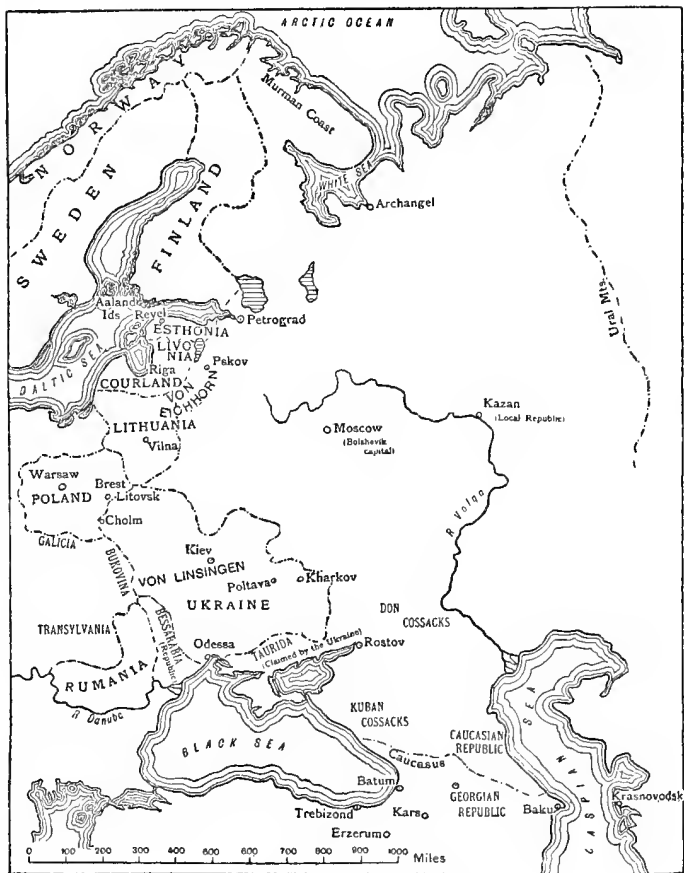 ARCTIC OCEAN
NORWAY
Murman Coast
SWEDEN
FINLAND
WHITE SEA
Archangel
Ural Mts.
Aaland
Ids
Revel
Petrograd
ESTHONIA
LIVO
NIA
Pskov
BALTIC SEA
Riga
COURLAND
VON
EICHHORN
LITHUANIA
Vilna
Kazan
(Local Republic)
Moscow
(Bolshevik
capital)
Warsaw
POLAND
Brest
Litovsk
Cholm
R Volga
GALICIA
BUKOVINA
Kiev
VON LINSINGEN
Poltava
Kharkov
UKRAINE
DON
COSSACKS
TRANSYLVANIA
BESSARABIA
(Republic)
Odessa
TAURIDA
(Claimed by the Ukraine)
Rostov
RUMANIA
R Danube
KUBAN
COSSACKS
BLACK SEA
CAUCASIAN
REPUBLIC
Caucasus
CASPIAN SEA
Batum
GEORGIAN
REPUBLIC
Trebizond
Kars
Baku
Krasnovodsk
Erzerum
0 100 200 300 400 500 600 700 800 900 1000
Miles